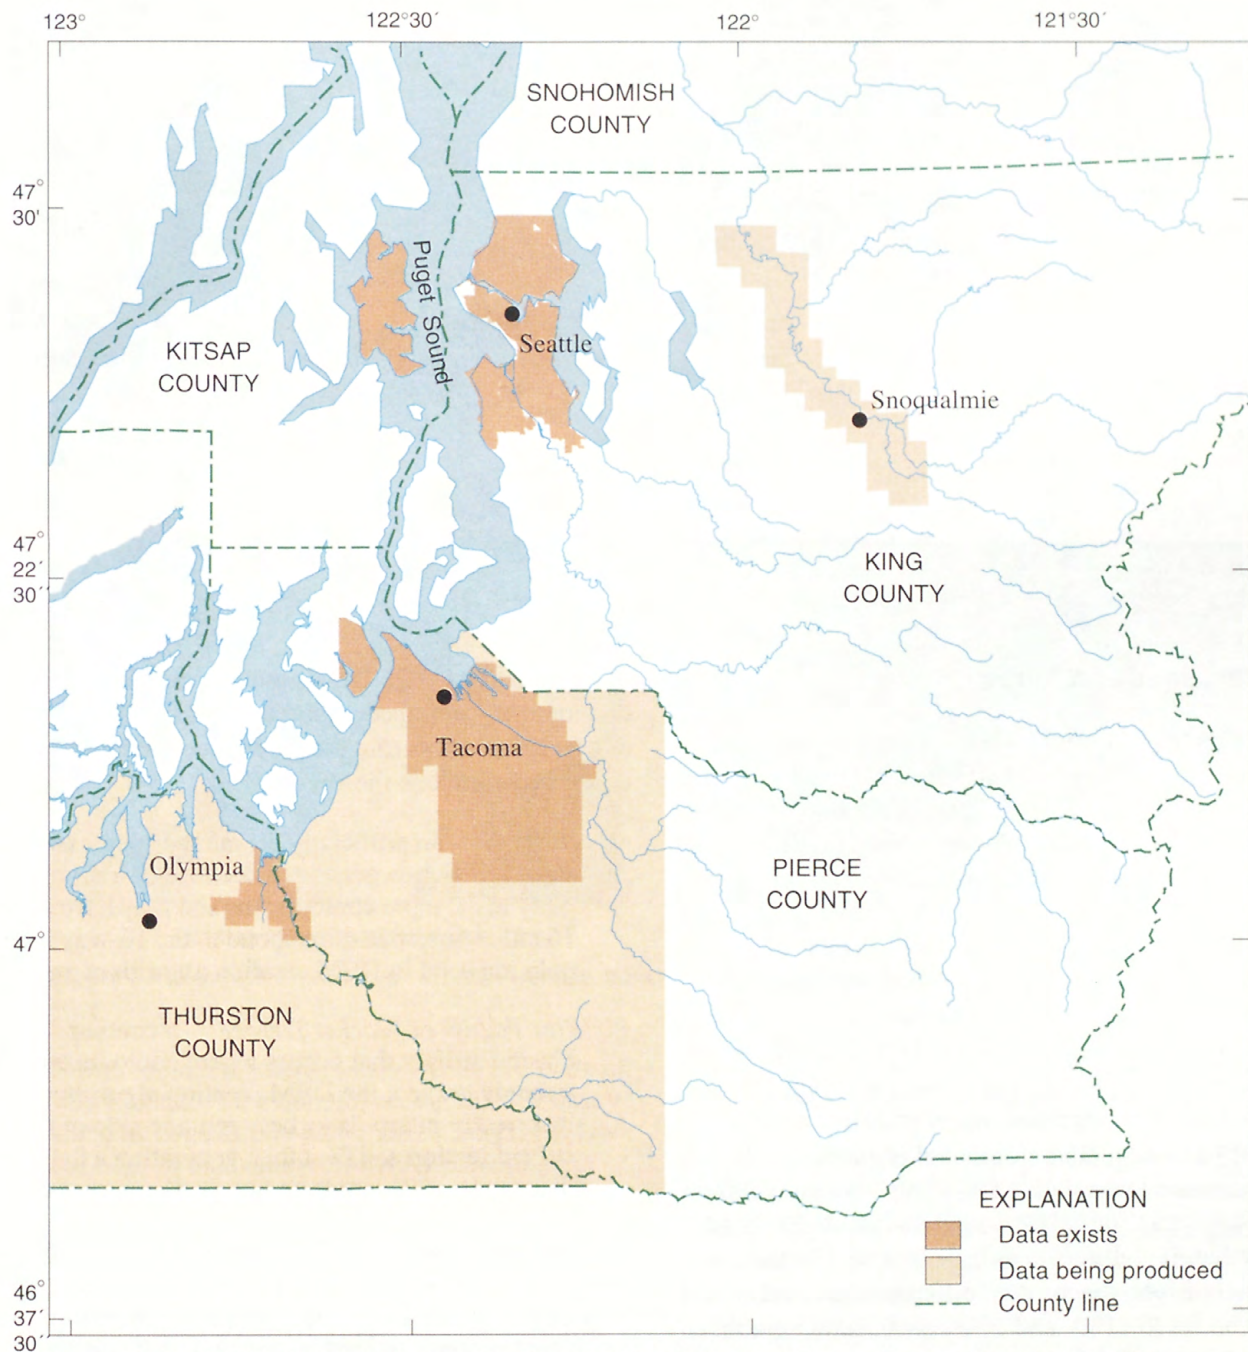 123°
122°30´
122°
121°30´
SNOHOMISH
COUNTY
47°
30'
Puget Sound
Seattle
KITSAP
COUNTY
Snoqualmie
47°
22´
30´
KING
COUNTY
Tacoma
Olympia
PIERCE
COUNTY
47°
THURSTON
COUNTY
EXPLANATION
Data exists
Data being produced
County line
46°
37´
30´